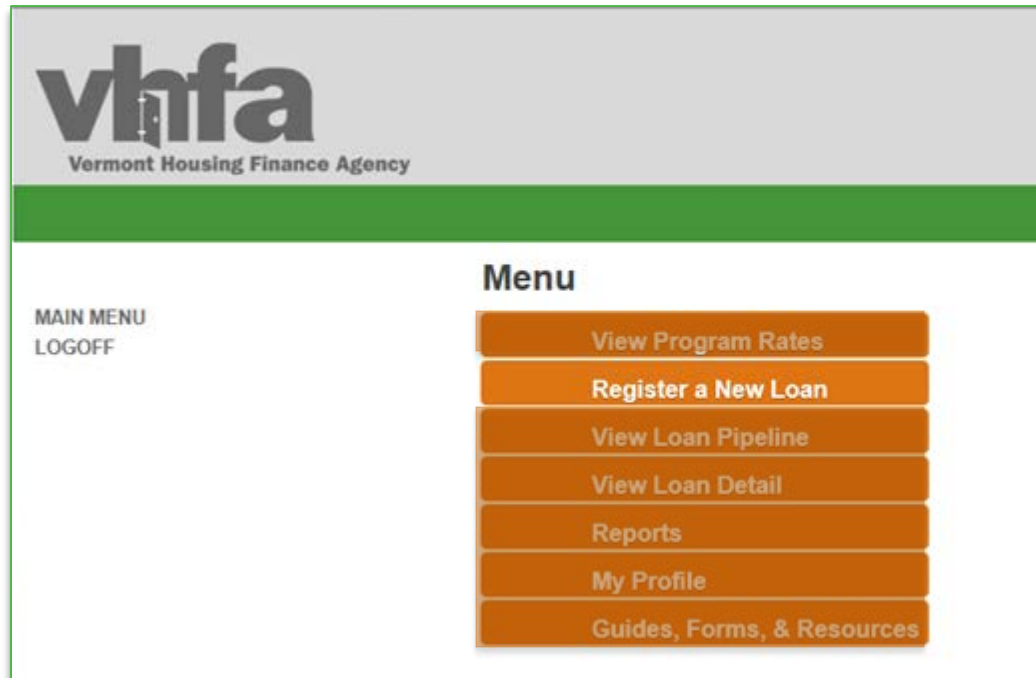 vhfa
Vermont Housing Finance Agency
Menu
MAIN MENU
LOGOFF
View Program Rates
Register a New Loan
View Loan Pipeline
View Loan Detail
Reports
My Profile
Guides, Forms, & Resources